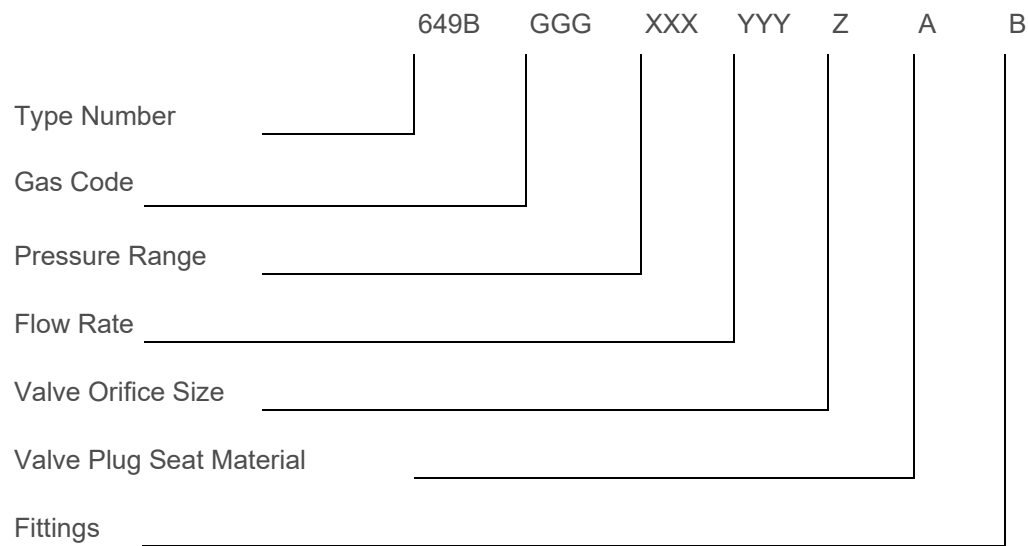 649B GGG XXX YYY Z A B
Type Number
Gas Code
Pressure Range
Flow Rate
Valve Orifice Size
Valve Plug Seat Material
Fittings